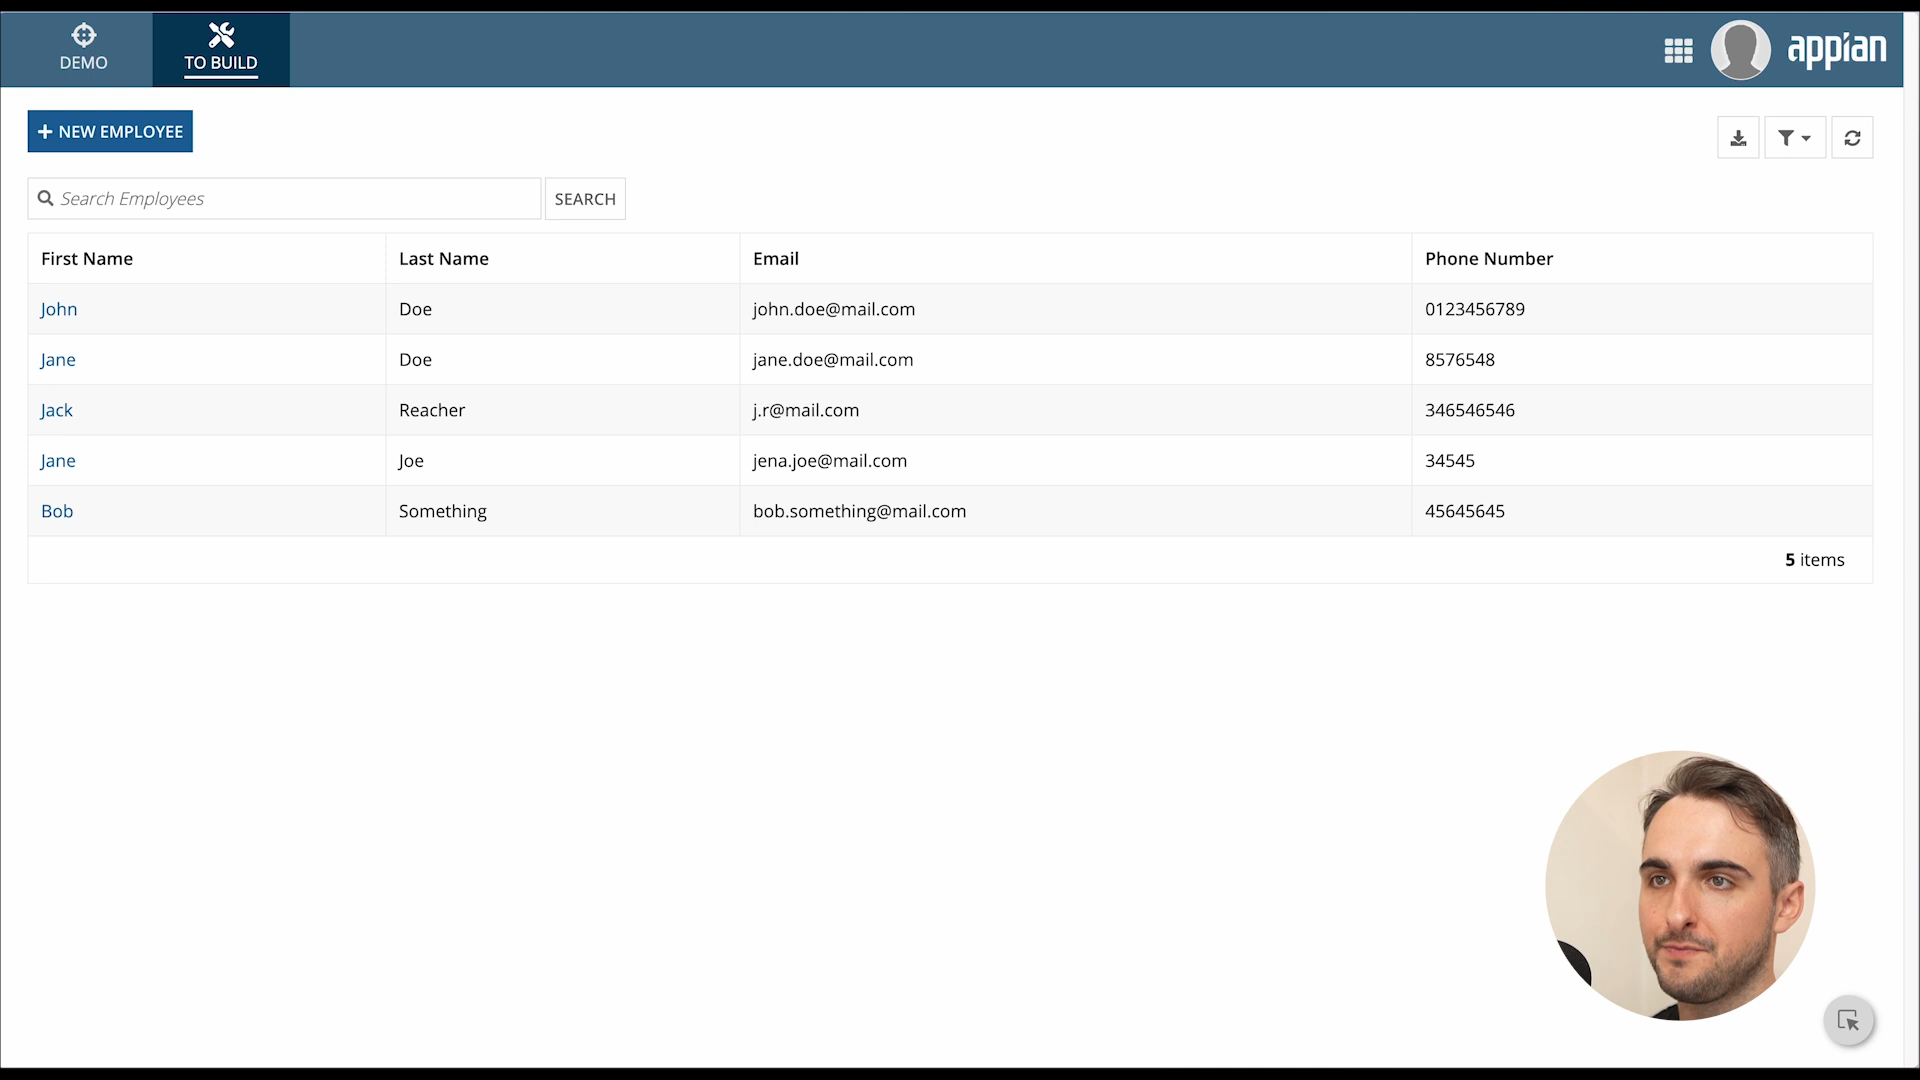 DEMO
TO BUILD
appian
NEW EMPLOYEE
Search Employees
SEARCH
First Name Last Name Email Phone Number
John Doe john.doe@mail.com 0123456789
Jane Doe jane.doe@mail.com 8576548
Jack Reacher j.r@mail.com 346546546
Jane Joe jena.joe@mail.com 34545
Bob Something bob.something@mail.com 45645645
5 items